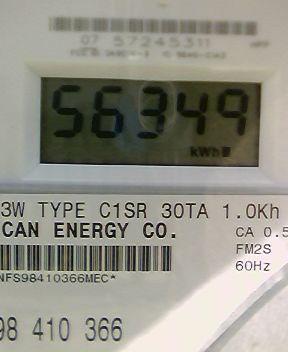 07 57245311
56349
kWh
3W TYPE C1SR 30TA 1.0Kh
CAN ENERGY CO. CA 0.5
FM2S
60Hz
NFS98410366MEC*
98 410 366